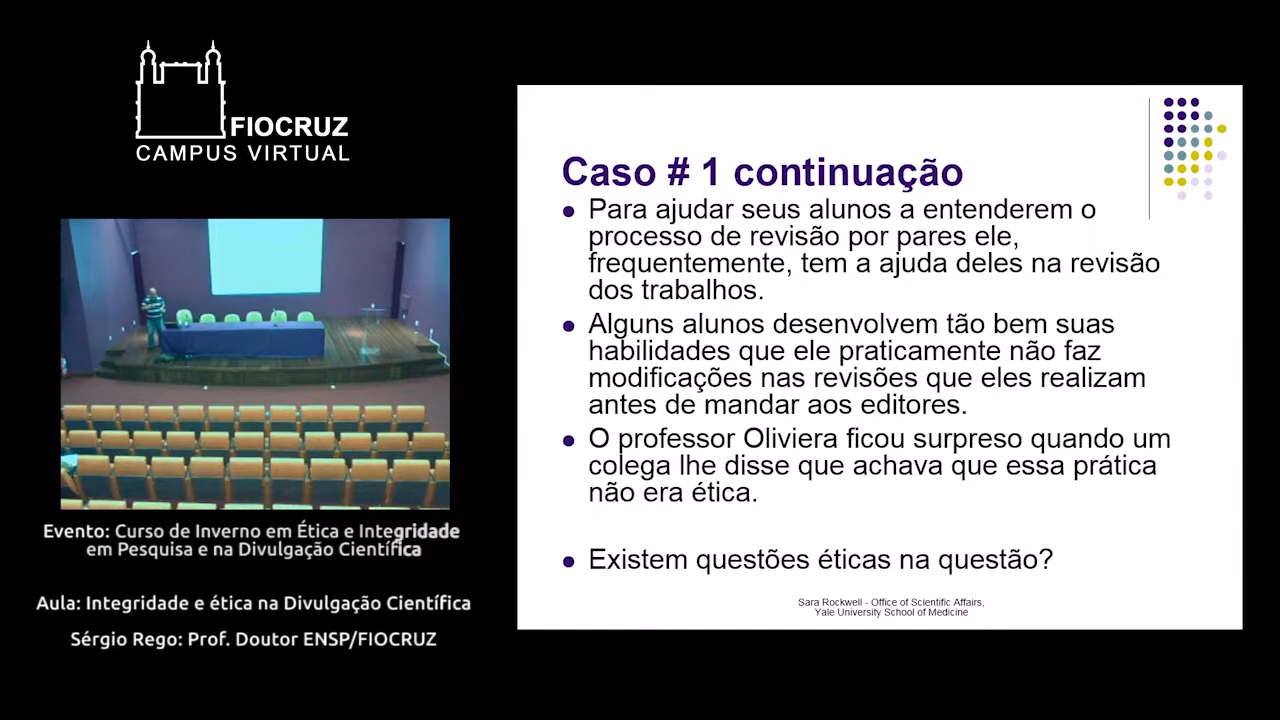 FIOCRUZ
CAMPUS VIRTUAL
Evento: Curso de Inverno em Ética e Integridade
em Pesquisa e na Divulgação Científica
Aula: Integridade e ética na Divulgação Científica
Sérgio Rego: Prof. Doutor ENSP/FIOCRUZ
Caso # 1 continuação
• Para ajudar seus alunos a entenderem o
processo de revisão por pares ele,
frequentemente, tem a ajuda deles na revisão
dos trabalhos.
• Alguns alunos desenvolvem tão bem suas
habilidades que ele praticamente não faz
modificações nas revisões que eles realizam
antes de mandar aos editores.
• O professor Oliviera ficou surpreso quando um
colega lhe disse que achava que essa prática
não era ética.
• Existem questões éticas na questão?
Sara Rockwell - Office of Scientific Affairs,
Yale University School of Medicine